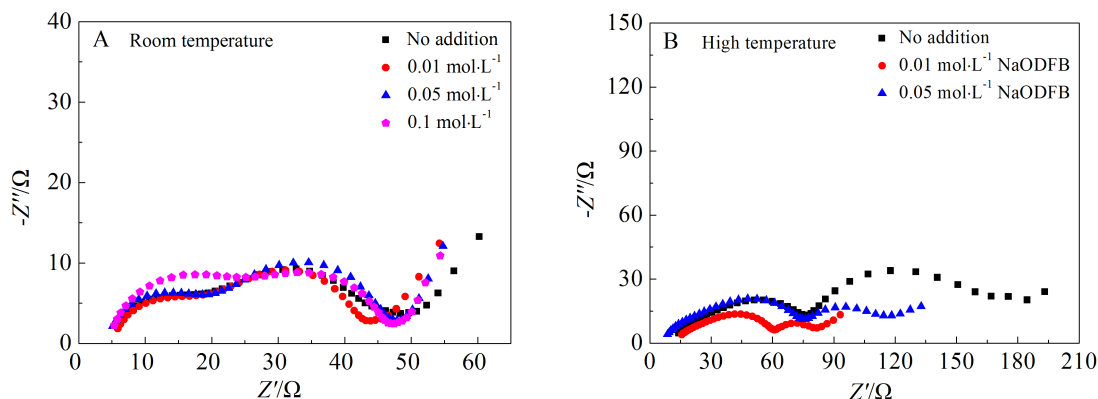 A Room temperature
No addition
0.01 mol·L⁻¹
0.05 mol·L⁻¹
0.1 mol·L⁻¹
40
30
20
10
0
-Z''/Ω
0 10 20 30 40 50 60
Z'/Ω
B High temperature
No addition
0.01 mol·L⁻¹ NaODFB
0.05 mol·L⁻¹ NaODFB
-150
120
90
60
30
0
-Z''/Ω
0 30 60 90 120 150 180 210
Z'/Ω